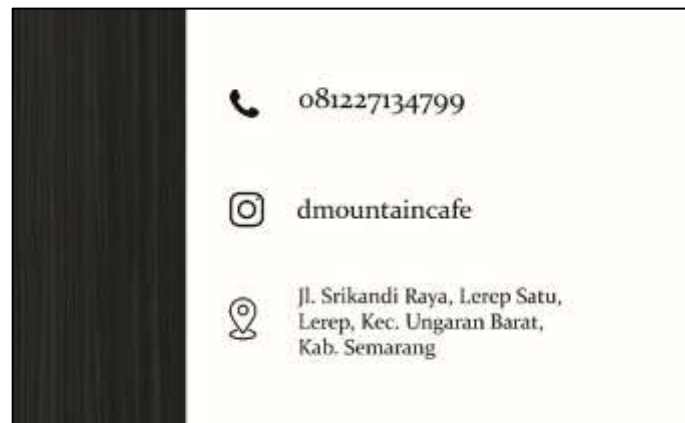 081227134799
dmountaincafe
Jl. Srikandi Raya, Lerep Satu,
Lerep, Kec. Ungaran Barat,
Kab. Semarang